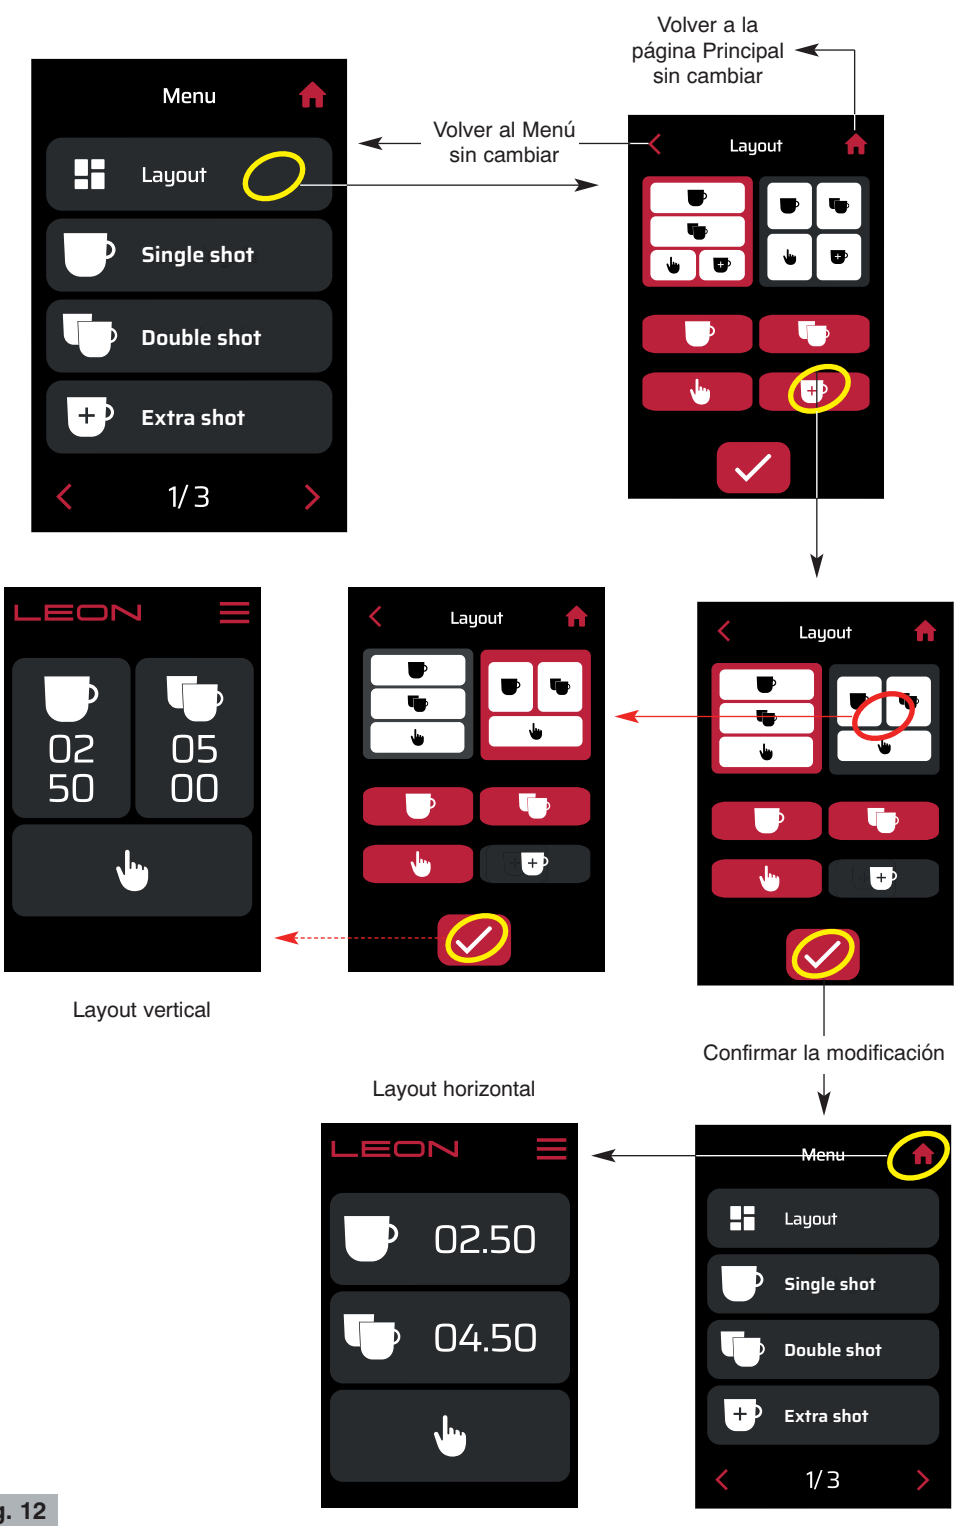 Volver a la
página Principal
sin cambiar
Menu
Layout
Single shot
Double shot
Extra shot
1/3
Volver al Menú
sin cambiar
Layout
LEON
02
50
05
00
Layout vertical
Layout
Layout
Confirmar la modificación
Layout horizontal
LEON
02.50
04.50
Menu
Layout
Single shot
Double shot
Extra shot
1/3
. 12